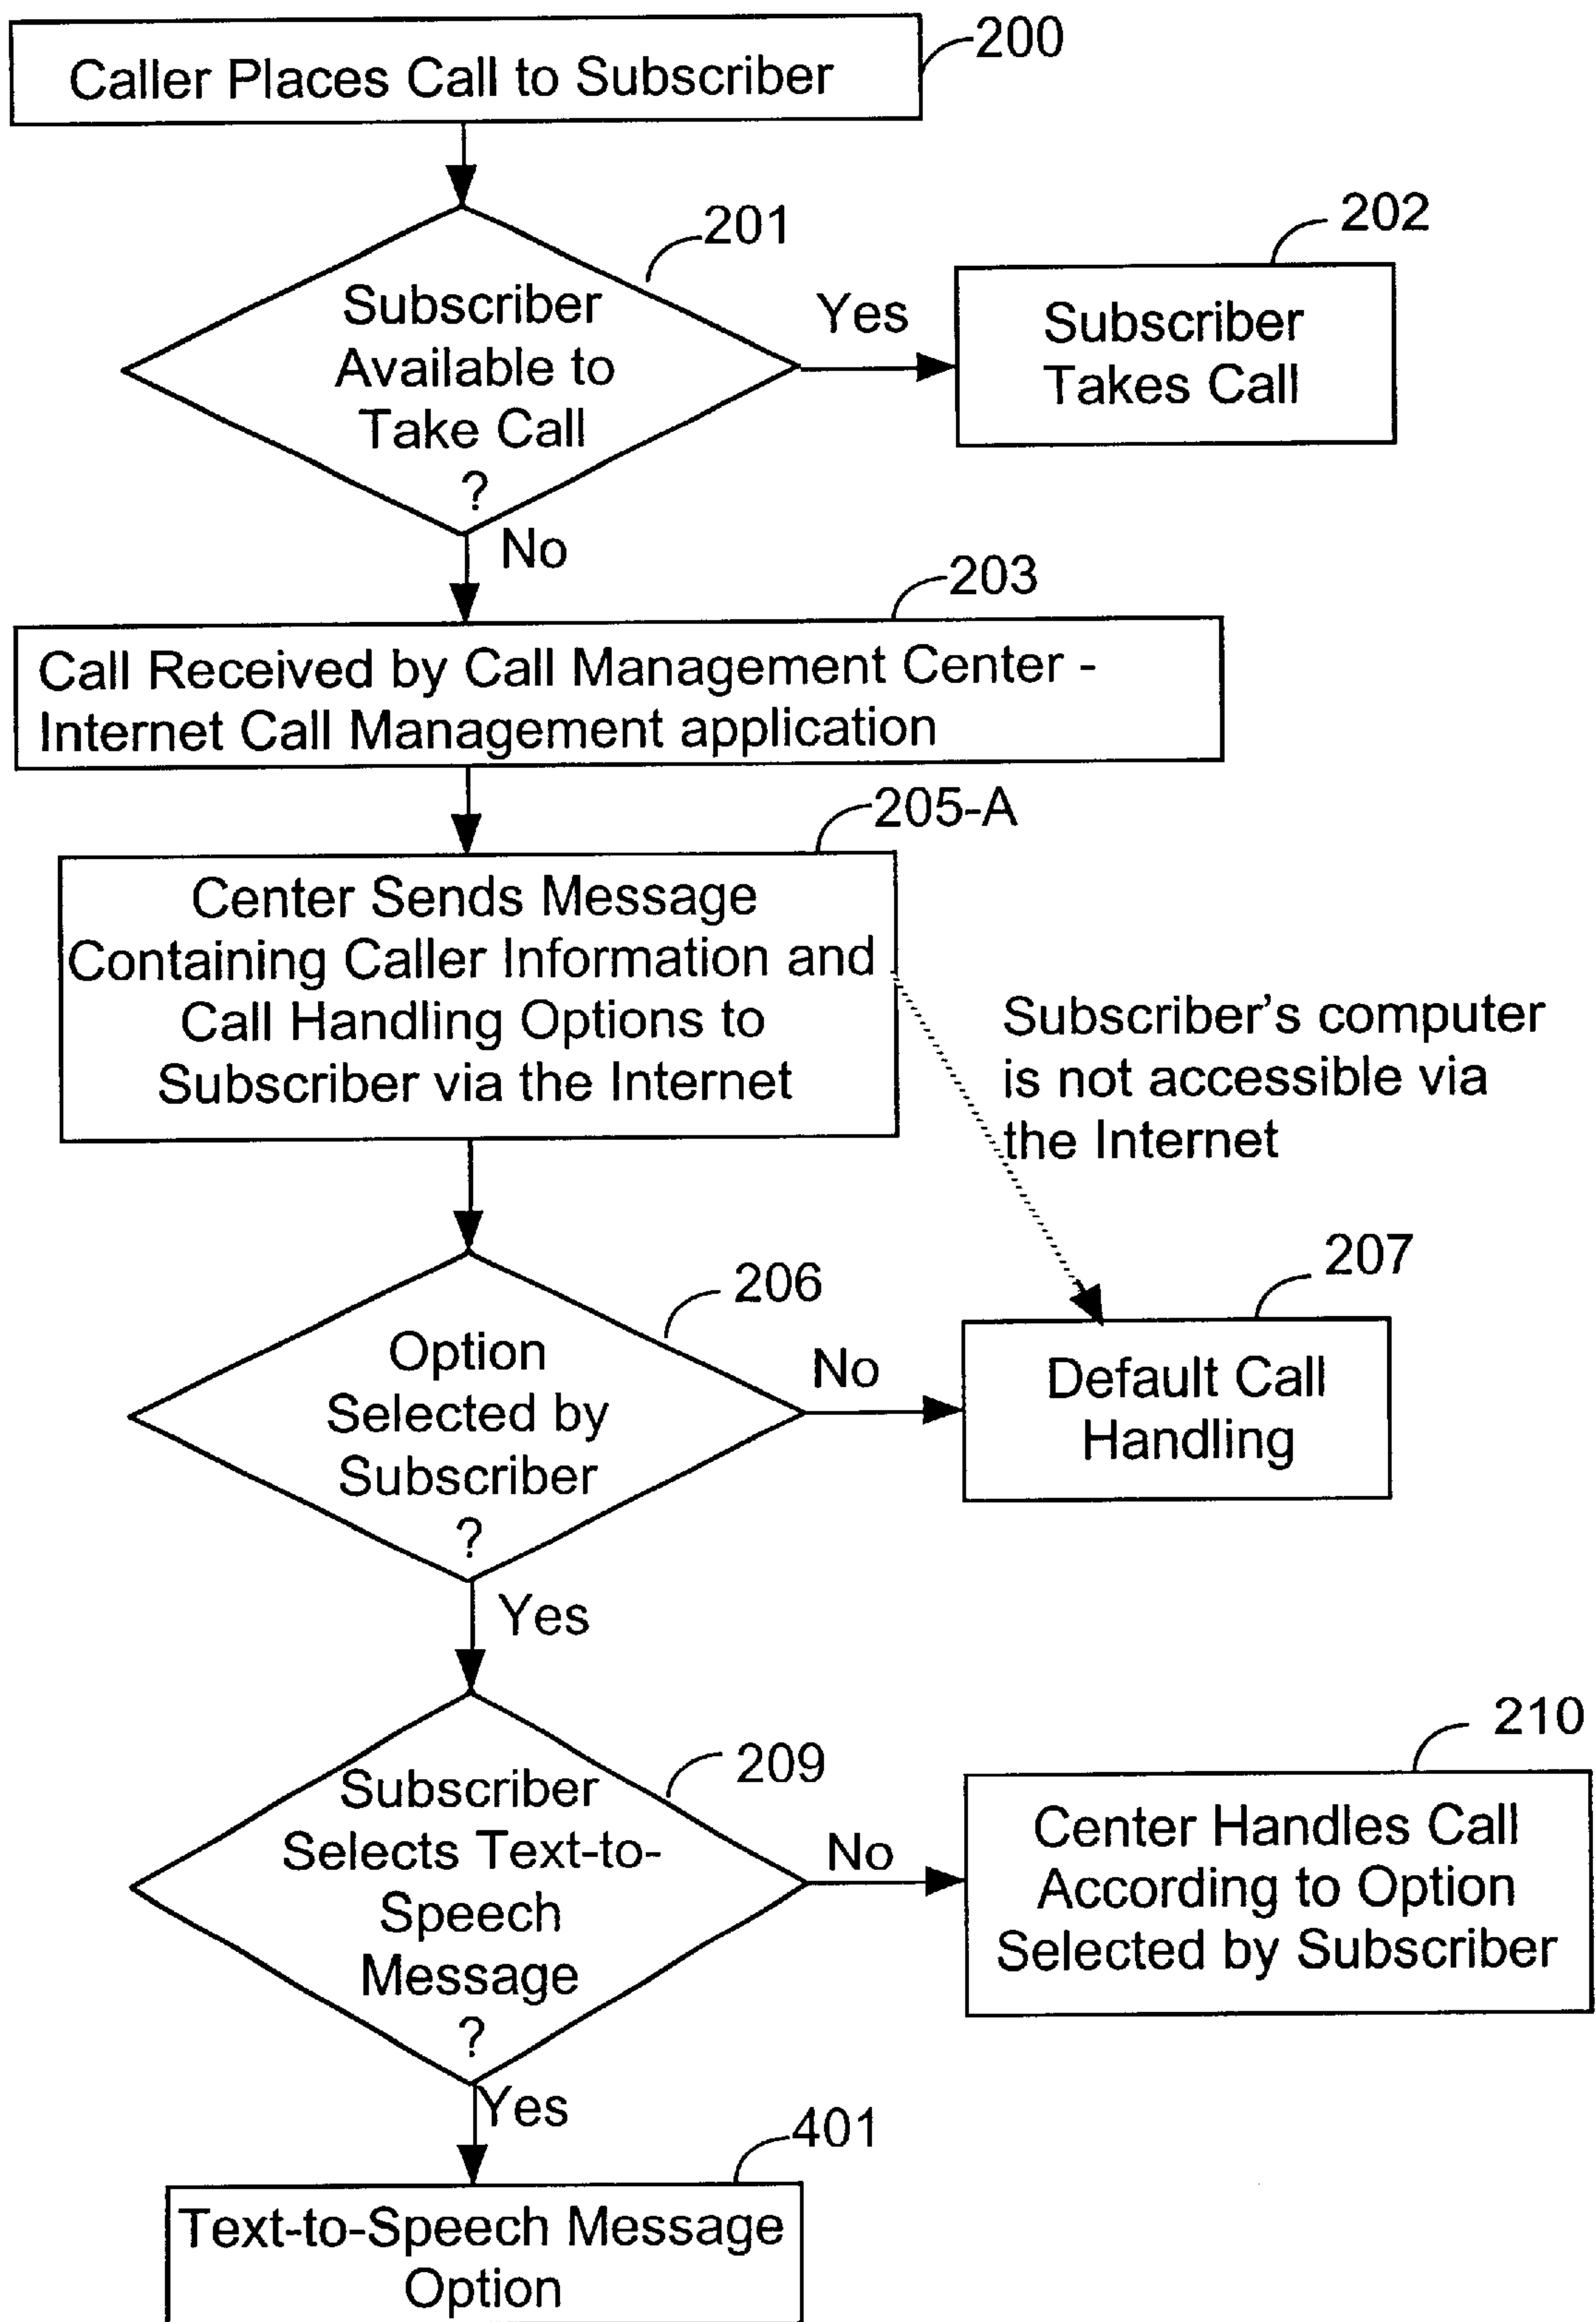 200
Caller Places Call to Subscriber
201
202
Subscriber
Available to
Take Call
?
Yes
Subscriber
Takes Call
No
203
Call Received by Call Management Center -
Internet Call Management application
205-A
Center Sends Message
Containing Caller Information and
Call Handling Options to
Subscriber via the Internet
Subscriber's computer
is not accessible via
the Internet
206
207
Option
Selected by
Subscriber
?
No
Default Call
Handling
Yes
209
210
Subscriber
Selects Text-to-
Speech
Message
?
No
Center Handles Call
According to Option
Selected by Subscriber
Yes
401
Text-to-Speech Message
Option